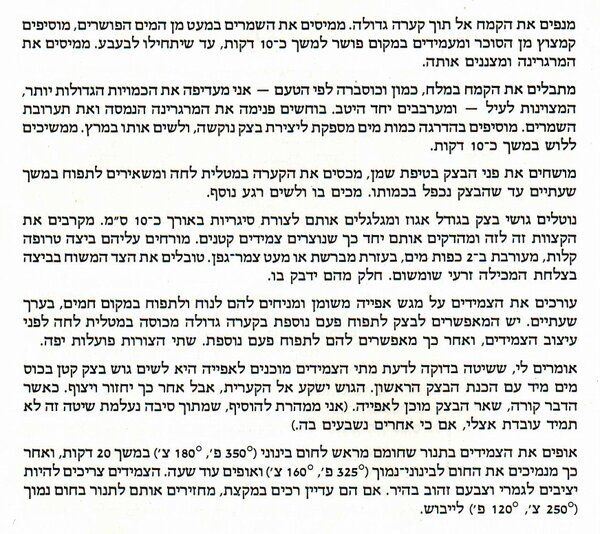 מנפים את הקמח אל תוך קערה גדולה. ממיסים את השמרים במעט מן המים הפושרים, מוסיפים
קמצוץ מן הסוכר ומעמידים במקום פושר למשך כ־10 דקות, עד שיתחילו לבעבע. ממיסים את
המרגרינה ומצננים אותה.
מתבלים את הקמח במלח, כמון וכוסברה לפי הטעם — אני מעדיפה את הכמויות הגדולות יותר,
המצוינות לעיל — ומערבבים יחד היטב. בוחשים פנימה את המרגרינה הנמסה ואת תערובת
השמרים. מוסיפים בהדרגה כמות מים מספקת ליצירת בצק נוקשה, ולשים אותו במרץ. ממשיכים
ללוש במשך כ־10 דקות.
מושחים את פני הבצק בטיפת שמן, מכסים את הקערה במטלית לחה ומשאירים לתפוח במשך
שעתיים עד שהבצק נכפל בכמותו. מכים בו ולשים רגע נוסף.
נוטלים גושי בצק בגודל אגוז ומגלגלים אותם לצורת סיגריות באורך כ־10 ס״מ. מקרבים את
הקצוות זה לזה ומהדקים אותם יחד כך שנוצרים צמידים קטנים. מורחים עליהם ביצה טרופה
קלות, מעורבת ב־2 כפות מים, בעזרת מברשת או מעט צמר־גפן. טובלים את הצד המשוח בביצה
בצלחת המכילה זרעי שומשום. חלק מהם ידבק בו.
עורכים את הצמידים על מגש אפייה משומן ומניחים להם לנוח ולתפוח במקום חמים, בערך
שעתיים. יש המאפשרים לבצק לתפוח פעם נוספת בקערה גדולה מכוסה במטלית לחה לפני
עיצוב הצמידים, ואחר כך מאפשרים להם לתפוח פעם נוספת. שתי הצורות פועלות יפה.
אומרים לי, ששיטה בדוקה לדעת מתי הצמידים מוכנים לאפייה היא לשים גוש בצק קטן בכוס
מים מיד עם הכנת הבצק הראשון. הגוש ישקע אל הקערית, אבל אחר כך יחזור ויצוף. כאשר
הדבר קורה, שאר הבצק מוכן לאפייה. (אני ממהרת להוסיף, שמתוך סיבה נעלמת שיטה זה לא
תמיד עובדת אצלי, אם כי אחרים נשבעים בה.)
אופים את הצמידים בתנור שחומם מראש לחום בינוני (350° פ׳, 180° צ׳) במשך 20 דקות, ואחר
כך מנמיכים את החום לבינוני־נמוך (325° פ׳, 160° צ׳) ואופים עוד שעה. הצמידים צריכים להיות
יציבים לגמרי וצבעם זהוב בהיר. אם הם עדיין רכים במקצת, מחזירים אותם לתנור בחום נמוך
(250° צ׳, 120° פ׳) לייבוש.